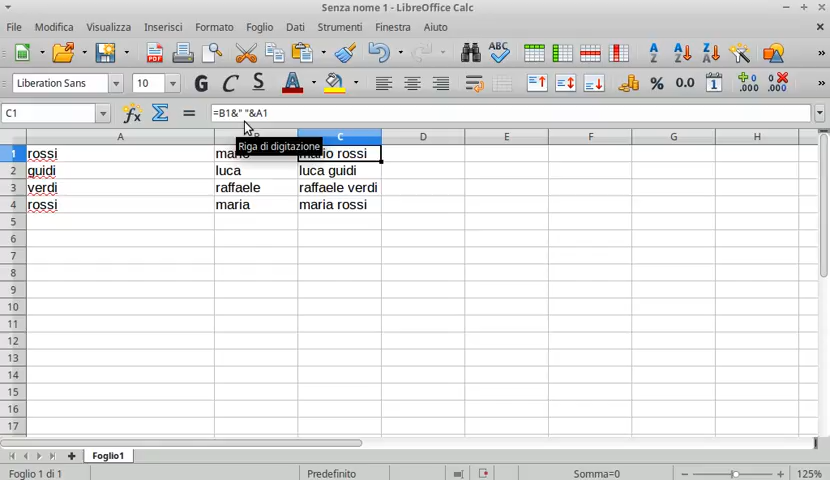 Senza nome 1 - LibreOffice Calc
File Modifica Visualizza Inserisci Formato Foglio Dati Strumenti Finestra Aiuto
Liberation Sans 10
C1 =B1&" "&A1
Riga di digitazione
A B C D E F G H
1 rossi mario mario rossi
2 guidi luca luca guidi
3 verdi raffaele raffaele verdi
4 rossi maria maria rossi
5
6
7
8
9
10
11
12
13
14
15
16
17
Foglio1
Foglio 1 di 1 Predefinito Somma=0 125%